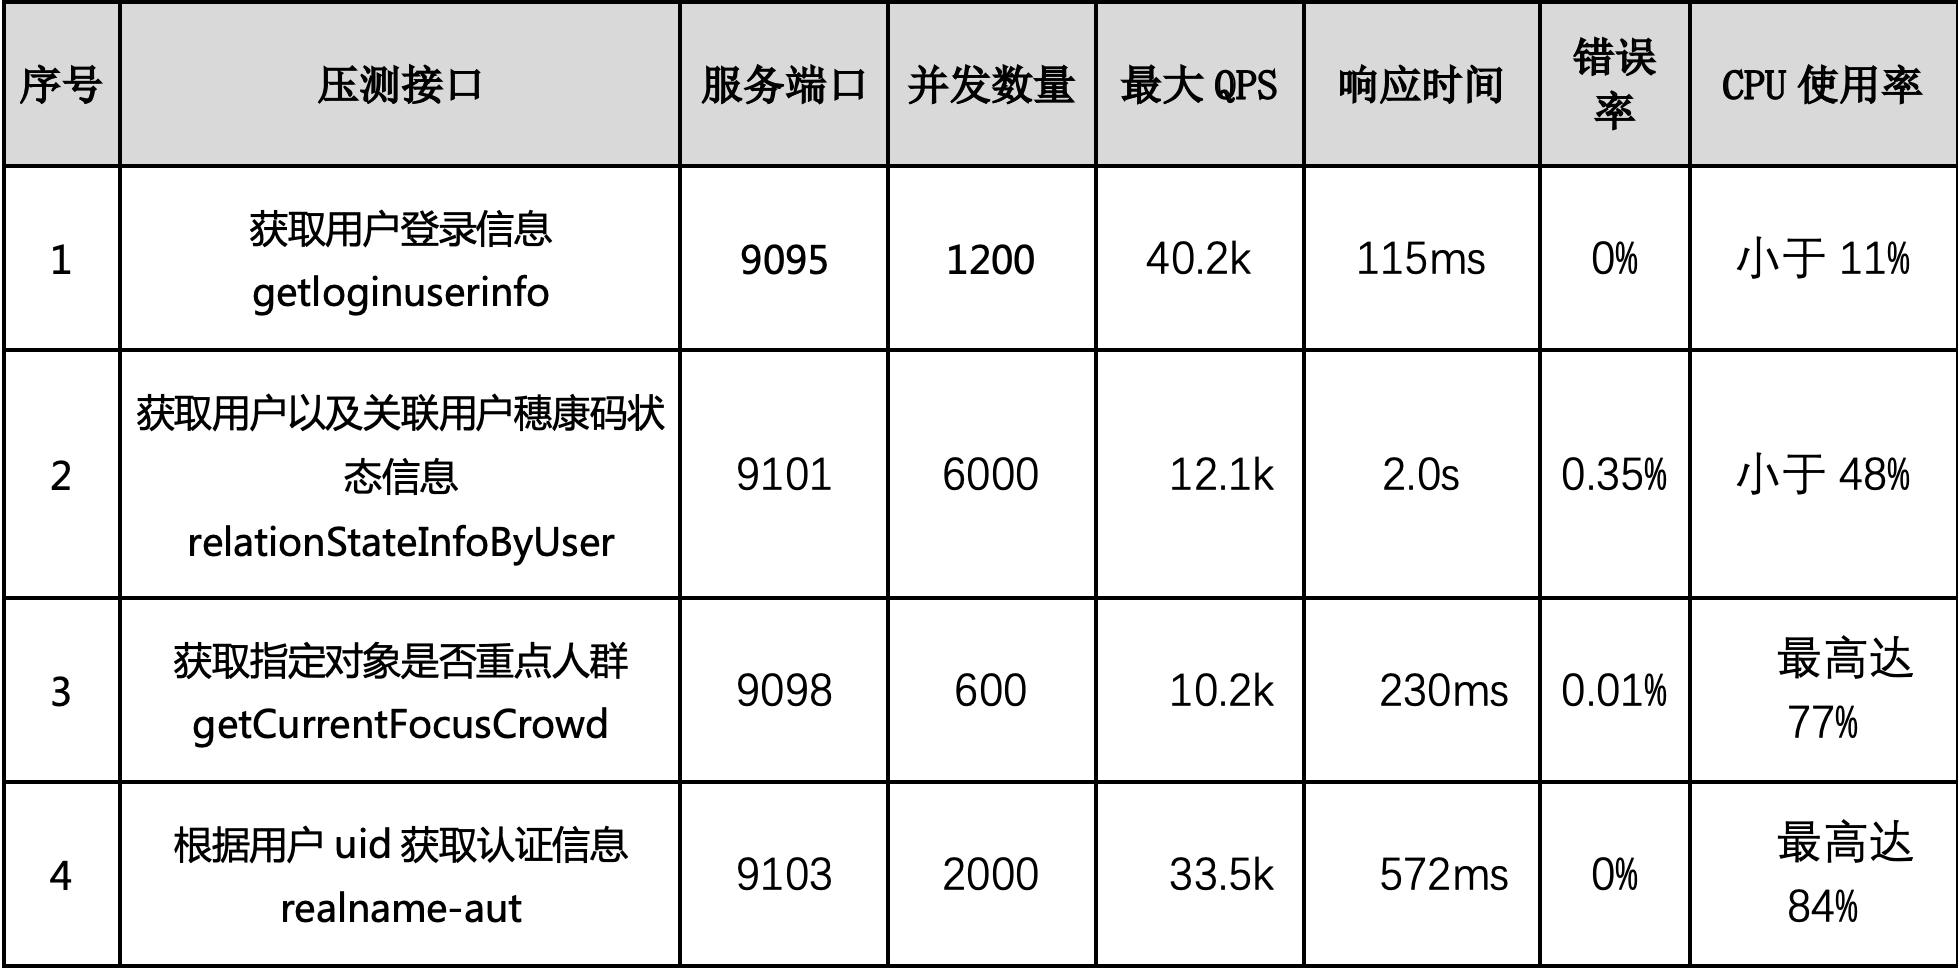 序号 压测接口 服务端口 并发数量 最大 QPS 响应时间 错误率 CPU 使用率
1 获取用户登录信息 9095 1200 40.2k 115ms 0% 小于 11%
getloginuserinfo
2 获取用户以及关联用户穗康码状 9101 6000 12.1k 2.0s 0.35% 小于 48%
态信息
relationStateInfoByUser
3 获取指定对象是否重点人群 9098 600 10.2k 230ms 0.01% 最高达
getCurrentFocusCrowd 77%
4 根据用户 uid 获取认证信息 9103 2000 33.5k 572ms 0% 最高达
realname-aut 84%